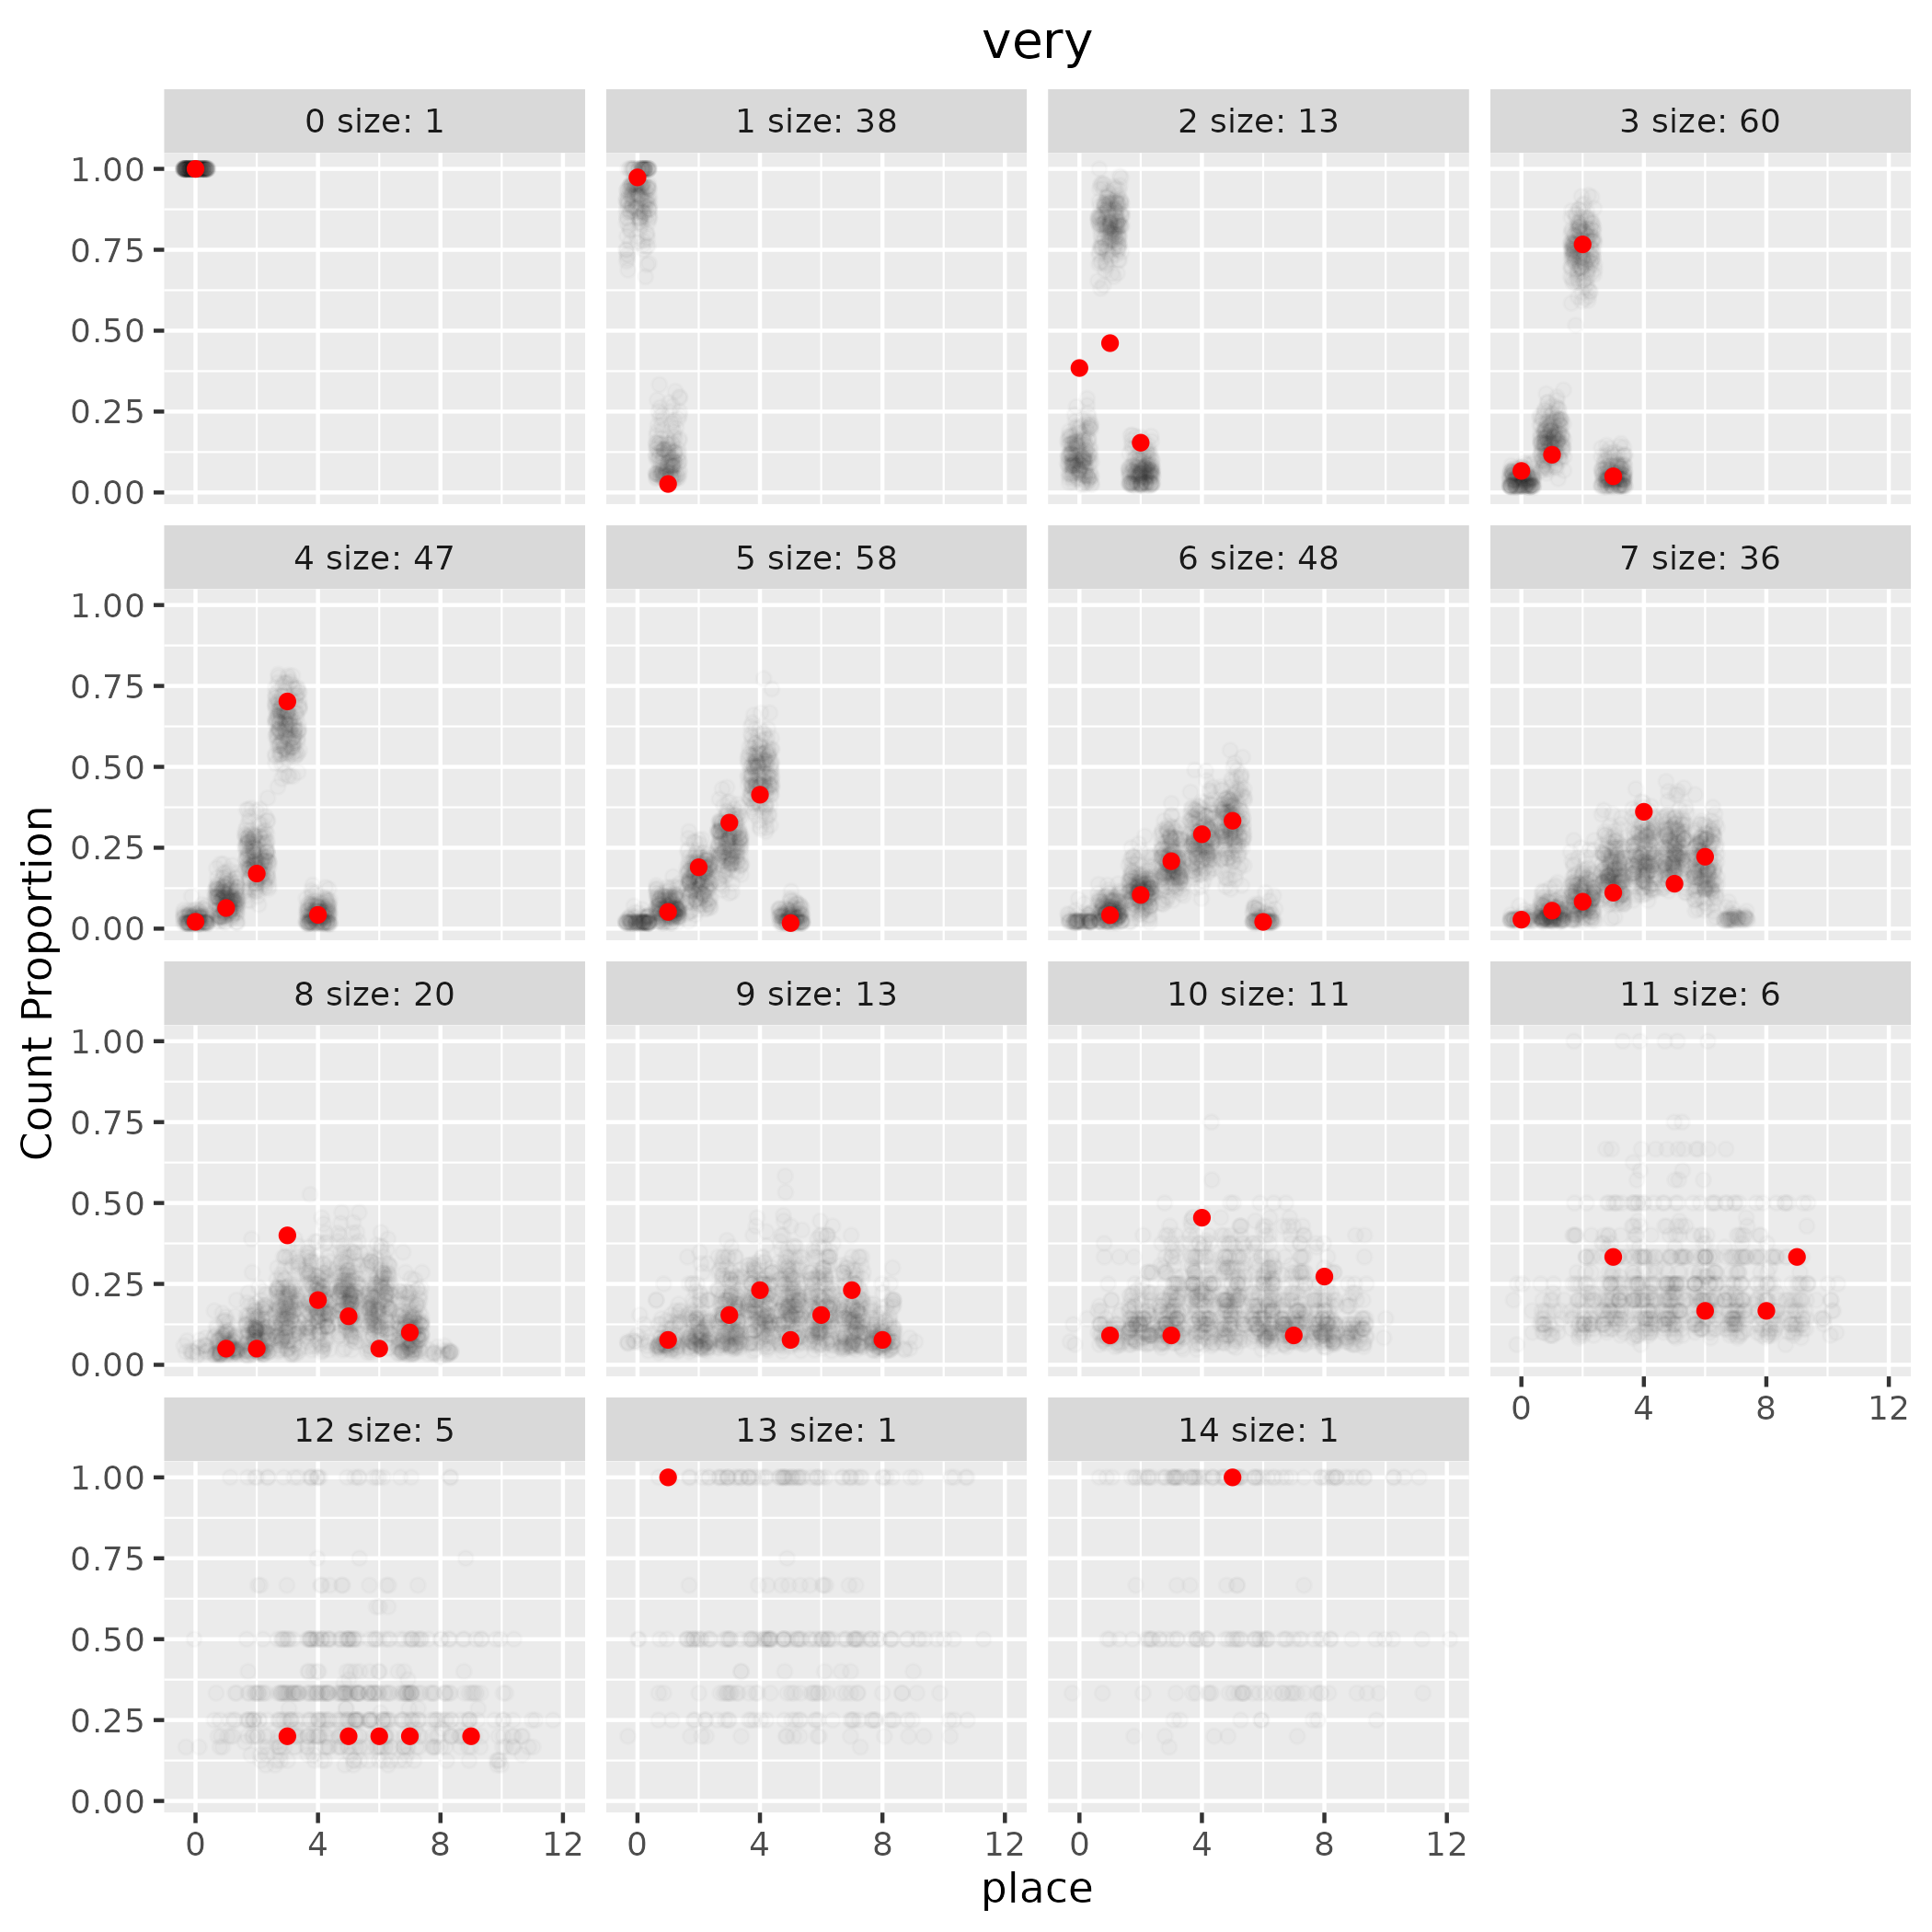 very
0 size: 1
1 size: 38
2 size: 13
3 size: 60
1.00
0.75
0.50
0.25
0.00
4 size: 47
5 size: 58
6 size: 48
7 size: 36
1.00
0.75
0.50
0.25
0.00
Count Proportion
8 size: 20
9 size: 13
10 size: 11
11 size: 6
1.00
0.75
0.50
0.25
0.00
0 4 8 12
12 size: 5
13 size: 1
14 size: 1
1.00
0.75
0.50
0.25
0.00
0 4 8 12
0 4 8 12
0 4 8 12
place